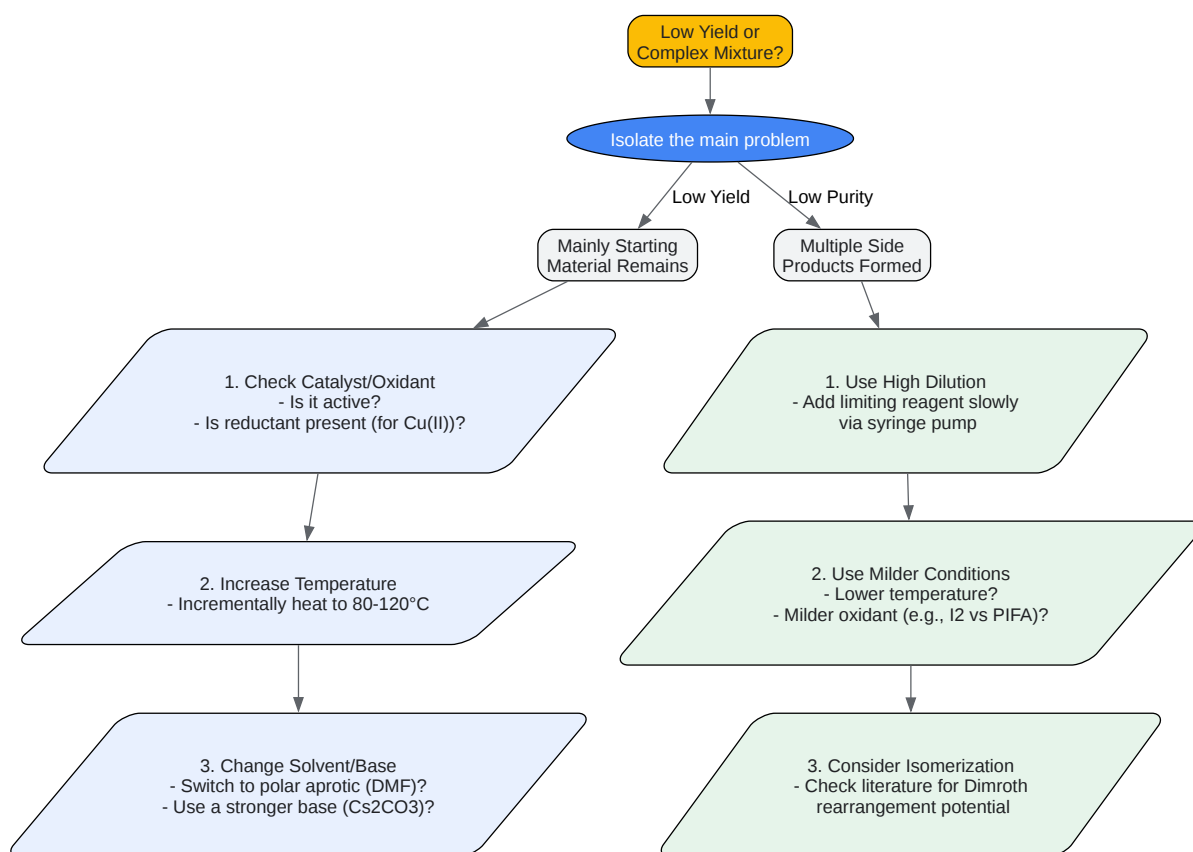 Low Yield or
Complex Mixture?
Isolate the main problem
Low Yield
Low Purity
Mainly Starting
Material Remains
Multiple Side
Products Formed
1. Check Catalyst/Oxidant
- Is it active?
- Is reductant present (for Cu(II))?
1. Use High Dilution
- Add limiting reagent slowly
via syringe pump
2. Increase Temperature
- Incrementally heat to 80-120°C
2. Use Milder Conditions
- Lower temperature?
- Milder oxidant (e.g., I2 vs PIFA)?
3. Change Solvent/Base
- Switch to polar aprotic (DMF)?
- Use a stronger base (Cs2CO3)?
3. Consider Isomerization
- Check literature for Dimroth
rearrangement potential